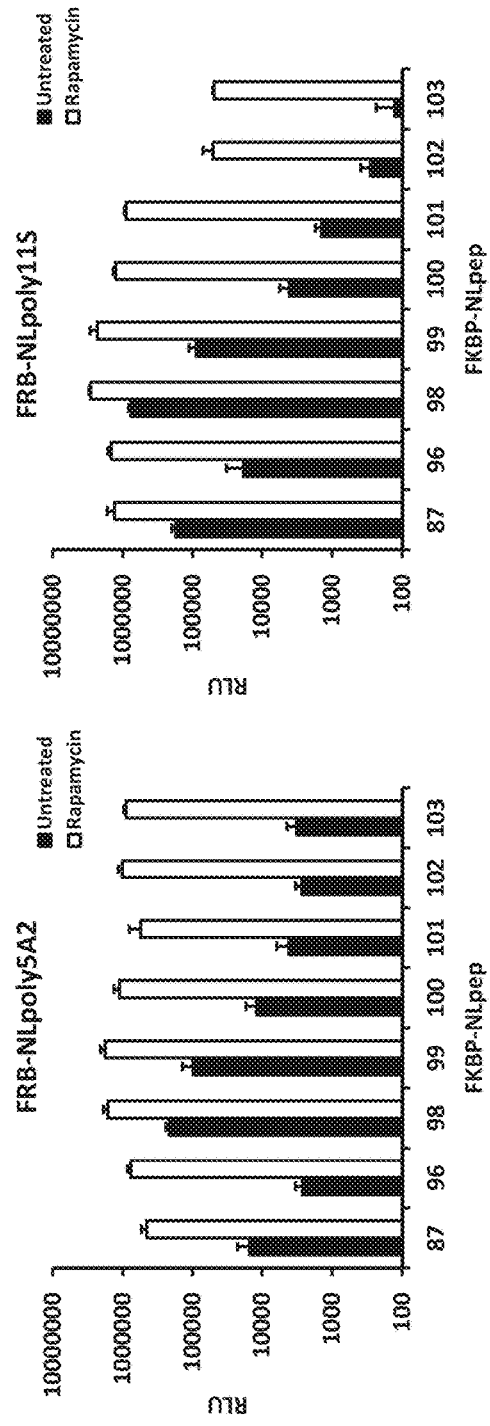 FRB-NLpoly5A2
Untreated
Rapamycin
RLU
10000000
1000000
100000
10000
1000
100
87 96 98 99 100 101 102 103
FKBP-NLpep
FRB-NLpoly11S
Untreated
Rapamycin
RLU
10000000
1000000
100000
10000
1000
100
87 96 98 99 100 101 102 103
FKBP-NLpep